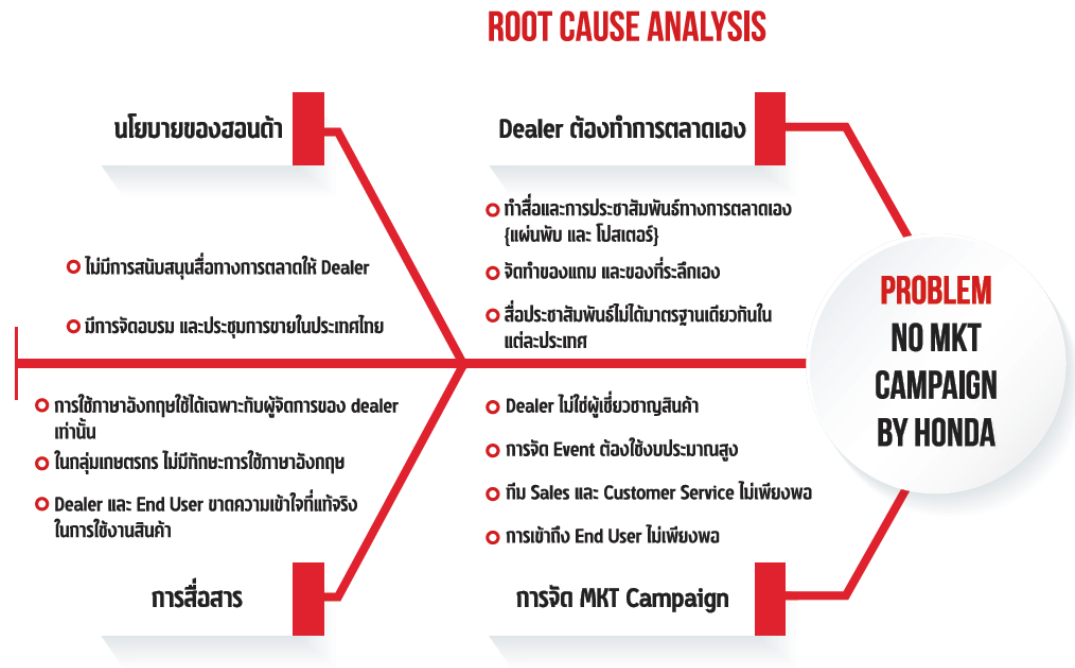 ROOT CAUSE ANALYSIS
นโยบายของฮอนด้า
ไม่มีการสนับสนุนสื่อทางการตลาดให้ Dealer
มีการจัดอบรม และประชุมการขายในประเทศไทย
Dealer ต้องทำการตลาดเอง
ทำสื่อและการประชาสัมพันธ์ทางการตลาดเอง
{แผ่นพับ และ โปสเตอร์}
จัดทำของแถม และของที่ระลึกเอง
สื่อประชาสัมพันธ์ไม่ได้มาตรฐานเดียวกันใน
แต่ละประเทศ
การใช้ภาษาอังกฤษใช้ได้เฉพาะกับผู้จัดการของ dealer
เท่านั้น
ในกลุ่มเกษตรกร ไม่มีทักษะการใช้ภาษาอังกฤษ
Dealer และ End User ขาดความเข้าใจที่แท้จริง
ในการใช้งานสินค้า
การสื่อสาร
Dealer ไม่ใช่ผู้เชี่ยวชาญสินค้า
การจัด Event ต้องใช้งบประมาณสูง
ทีม Sales และ Customer Service ไม่เพียงพอ
การเข้าถึง End User ไม่เพียงพอ
การจัด MKT Campaign
PROBLEM
NO MKT
CAMPAIGN
BY HONDA